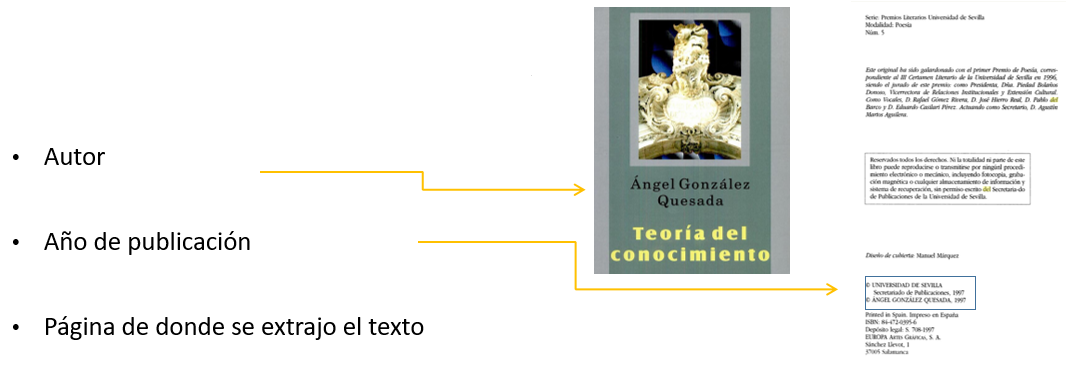 • Autor
• Año de publicación
• Página de donde se extrajo el texto
Ángel González
Quesada
Teoría del
conocimiento
Serie: Premios Literarios Universidad de Sevilla
Modalidad: Poesía
Núm. 5
Este original ha sido galardonado con el primer Premio de Poesía, corres-
pondiente al III Certamen Literario de la Universidad de Sevilla en 1996,
siendo el jurado de este premio: como Presidenta, Dña. Piedad Bolaños
Donoso, Vicerrectora de Relaciones Institucionales y Extensión Cultural.
Como Vocales, D. Rafael Gómez Rivera, D. José Hierro Real, D. Pablo del
Barco y D. Eduardo Casilari Pérez. Actuando como Secretario, D. Agustín
Martos Aguilera.
Reservados todos los derechos. Ni la totalidad ni parte de este
libro puede reproducirse o transmitirse por ningún procedi-
miento electrónico o mecánico, incluyendo fotocopia, graba-
ción magnética o cualquier almacenamiento de información y
sistema de recuperación, sin permiso escrito del Secretariado
de Publicaciones de la Universidad de Sevilla.
Diseño de cubierta: Manuel Márquez
© UNIVERSIDAD DE SEVILLA
Secretariado de Publicaciones, 1997
© ÁNGEL GONZÁLEZ QUESADA, 1997
Printed in Spain. Impreso en España
ISBN: 84-472-0395-6
Depósito legal: S. 708-1997
EUROPA ARTES GRÁFICAS, S. A.
Sánchez Llevot, 1
37005 Salamanca